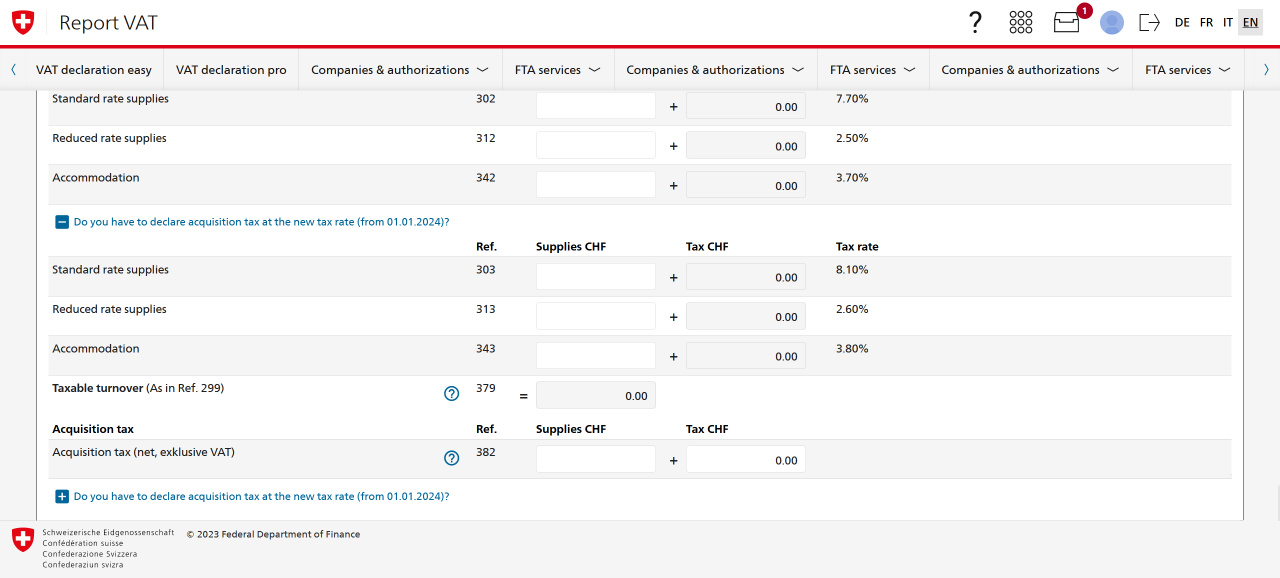 Report VAT
? 1 DE FR IT EN
VAT declaration easy VAT declaration pro Companies & authorizations FTA services Companies & authorizations FTA services Companies & authorizations FTA services
Standard rate supplies 302 + 0.00 7.70%
Reduced rate supplies 312 + 0.00 2.50%
Accommodation 342 + 0.00 3.70%
Do you have to declare acquisition tax at the new tax rate (from 01.01.2024)?
Ref. Supplies CHF Tax CHF Tax rate
Standard rate supplies 303 + 0.00 8.10%
Reduced rate supplies 313 + 0.00 2.60%
Accommodation 343 + 0.00 3.80%
Taxable turnover (As in Ref. 299) ? 379 = 0.00
Acquisition tax Ref. Supplies CHF Tax CHF
Acquisition tax (net, exklusive VAT) ? 382 + 0.00
Do you have to declare acquisition tax at the new tax rate (from 01.01.2024)?
Schweizerische Eidgenossenschaft © 2023 Federal Department of Finance
Confédération suisse
Confederazione Svizzera
Confederaziun svizra